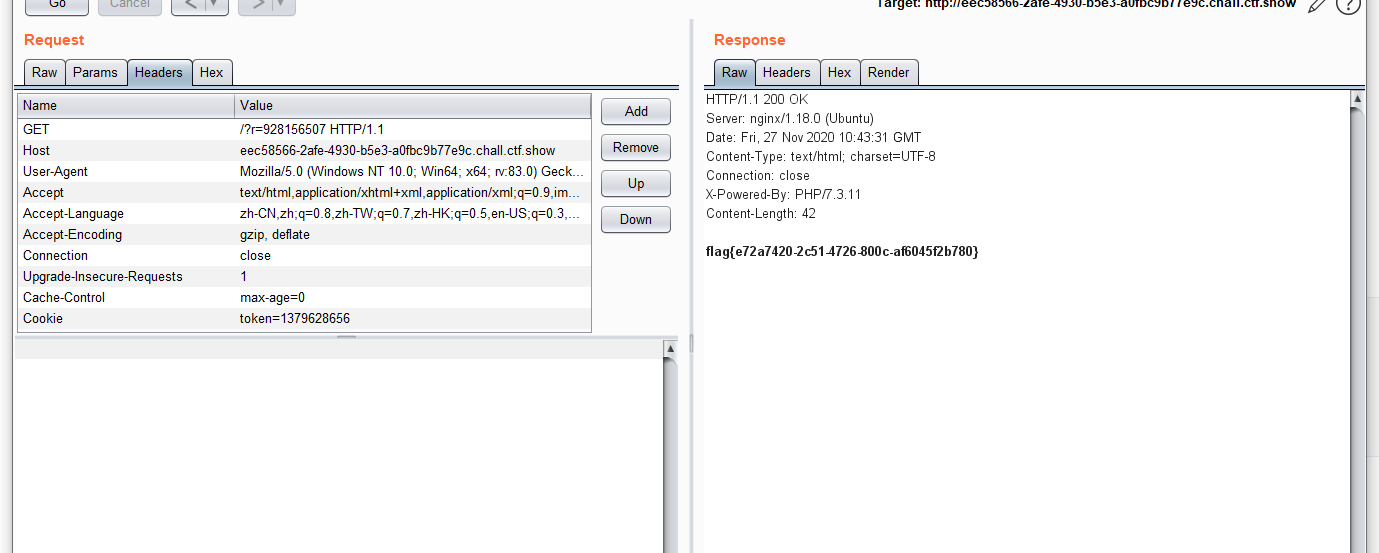 Go Cancel < >
Target: http://eec58566-2afe-4930-b5e3-a0fbc9b77e9c.chall.ctf.show ?
Request
Raw Params Headers Hex
Name Value
GET /?r=928156507 HTTP/1.1
Host eec58566-2afe-4930-b5e3-a0fbc9b77e9c.chall.ctf.show
User-Agent Mozilla/5.0 (Windows NT 10.0; Win64; x64; rv:83.0) Geck...
Accept text/html,application/xhtml+xml,application/xml;q=0.9,im...
Accept-Language zh-CN,zh;q=0.8,zh-TW;q=0.7,zh-HK;q=0.5,en-US;q=0.3,...
Accept-Encoding gzip, deflate
Connection close
Upgrade-Insecure-Requests 1
Cache-Control max-age=0
Cookie token=1379628656
Add
Remove
Up
Down
Response
Raw Headers Hex Render
HTTP/1.1 200 OK
Server: nginx/1.18.0 (Ubuntu)
Date: Fri, 27 Nov 2020 10:43:31 GMT
Content-Type: text/html; charset=UTF-8
Connection: close
X-Powered-By: PHP/7.3.11
Content-Length: 42
flag{e72a7420-2c51-4726-800c-af6045f2b780}